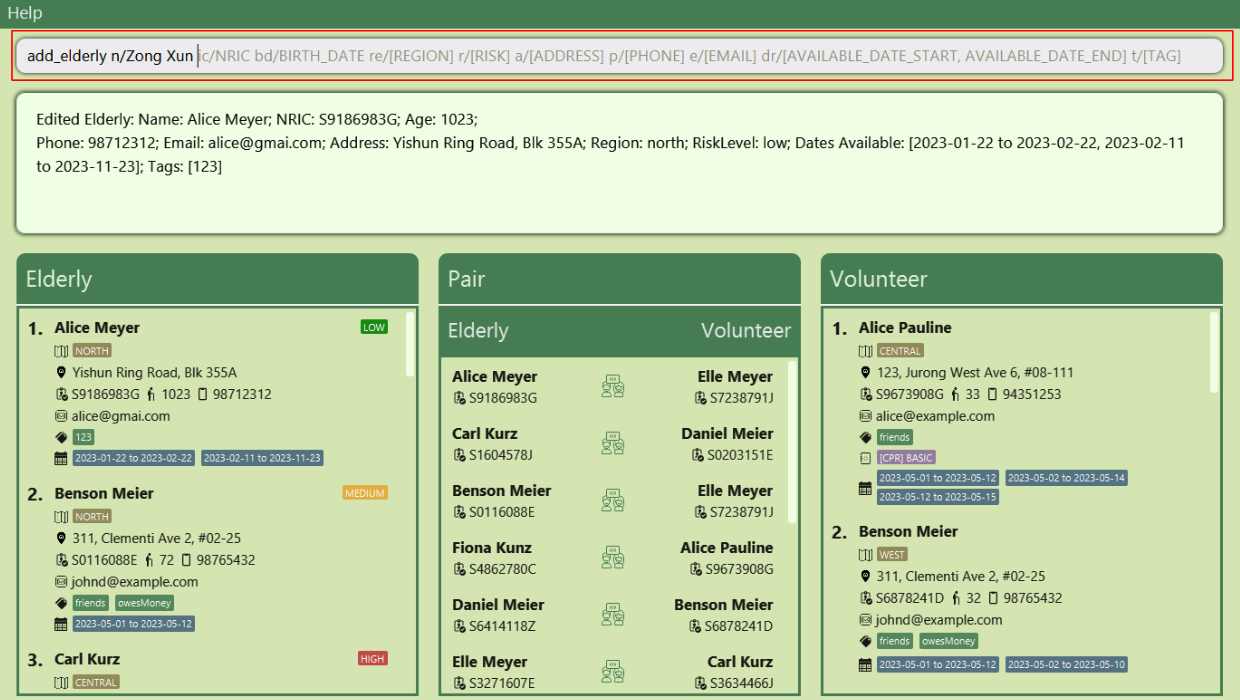 Help
add_elderly n/Zong Xun ic/NRIC bd/BIRTH_DATE re/[REGION] r/[RISK] a/[ADDRESS] p/[PHONE] e/[EMAIL] dr/[AVAILABLE_DATE_START, AVAILABLE_DATE_END] t/[TAG]
Edited Elderly: Name: Alice Meyer; NRIC: S9186983G; Age: 1023;
Phone: 98712312; Email: alice@gmai.com; Address: Yishun Ring Road, Blk 355A; Region: north; RiskLevel: low; Dates Available: [2023-01-22 to 2023-02-22, 2023-02-11
to 2023-11-23]; Tags: [123]
Elderly
1. Alice Meyer LOW
NORTH
Yishun Ring Road, Blk 355A
S9186983G 1023 98712312
alice@gmai.com
123
2023-01-22 to 2023-02-22 2023-02-11 to 2023-11-23
2. Benson Meier MEDIUM
NORTH
311, Clementi Ave 2, #02-25
S0116088E 72 98765432
johnd@example.com
friends owesMoney
2023-05-01 to 2023-05-12
3. Carl Kurz HIGH
CENTRAL
Pair
Elderly Volunteer
Alice Meyer Elle Meyer
S9186983G S7238791J
Carl Kurz Daniel Meier
S1604578J S0203151E
Benson Meier Elle Meyer
S0116088E S7238791J
Fiona Kunz Alice Pauline
S4862780C S9673908G
Daniel Meier Benson Meier
S6414118Z S6878241D
Elle Meyer Carl Kurz
S3271607E S3634466J
Volunteer
1. Alice Pauline
CENTRAL
123, Jurong West Ave 6, #08-111
S9673908G 33 94351253
alice@example.com
friends
[CPR] BASIC
2023-05-01 to 2023-05-12 2023-05-02 to 2023-05-14
2023-05-12 to 2023-05-15
2. Benson Meier
WEST
311, Clementi Ave 2, #02-25
S6878241D 32 98765432
johnd@example.com
friends owesMoney
2023-05-01 to 2023-05-12 2023-05-02 to 2023-05-10